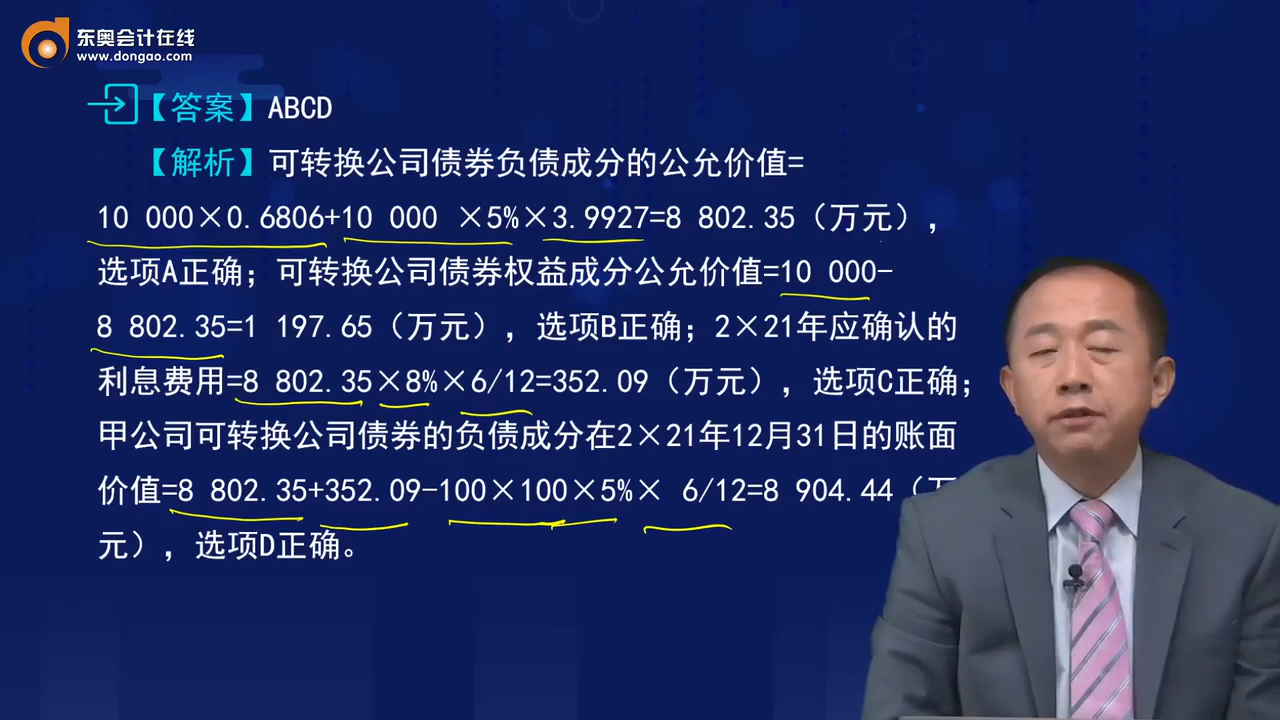 东奥会计在线
www.dongao.com
【答案】ABCD
【解析】可转换公司债券负债成分的公允价值=
10 000×0.6806+10 000 ×5%×3.9927=8 802.35（万元），
选项A正确；可转换公司债券权益成分公允价值=10 000-
8 802.35=1 197.65（万元），选项B正确；2×21年应确认的
利息费用=8 802.35×8%×6/12=352.09（万元），选项C正确；
甲公司可转换公司债券的负债成分在2×21年12月31日的账面
价值=8 802.35+352.09-100×100×5%× 6/12=8 904.44（万
元），选项D正确。